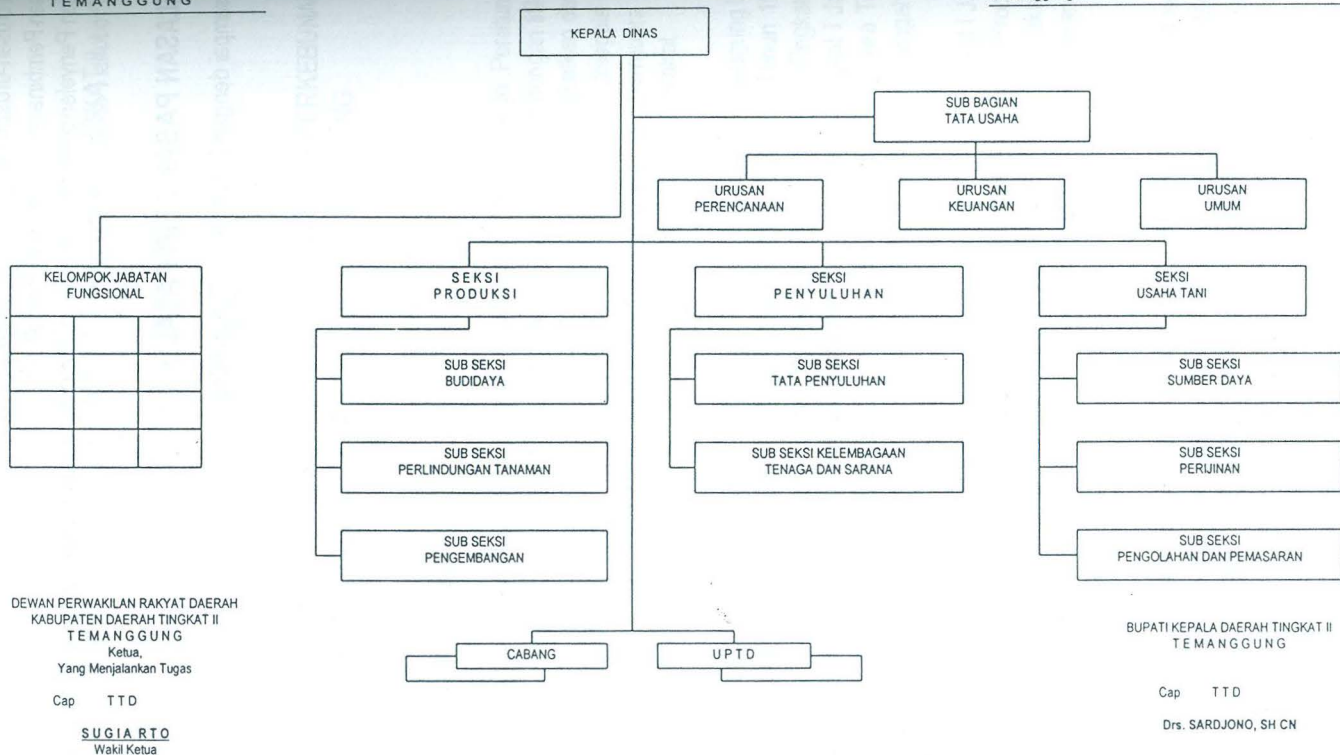 TEMANGGUNG
KEPALA DINAS
SUB BAGIAN
TATA USAHA
URUSAN
PERENCANAAN
URUSAN
KEUANGAN
URUSAN
UMUM
KELOMPOK JABATAN
FUNGSIONAL
SEKSI
PRODUKSI
SEKSI
PENYULUHAN
SEKSI
USAHA TANI
SUB SEKSI
BUDIDAYA
SUB SEKSI
TATA PENYULUHAN
SUB SEKSI
SUMBER DAYA
SUB SEKSI
PERLINDUNGAN TANAMAN
SUB SEKSI KELEMBAGAAN
TENAGA DAN SARANA
SUB SEKSI
PERIJINAN
SUB SEKSI
PENGEMBANGAN
SUB SEKSI
PENGOLAHAN DAN PEMASARAN
CABANG
UPTD
DEWAN PERWAKILAN RAKYAT DAERAH
KABUPATEN DAERAH TINGKAT II
TEMANGGUNG
Ketua,
Yang Menjalankan Tugas
Cap TTD
SUGIARTO
Wakil Ketua
BUPATI KEPALA DAERAH TINGKAT II
TEMANGGUNG
Cap TTD
Drs. SARDJONO, SH CN